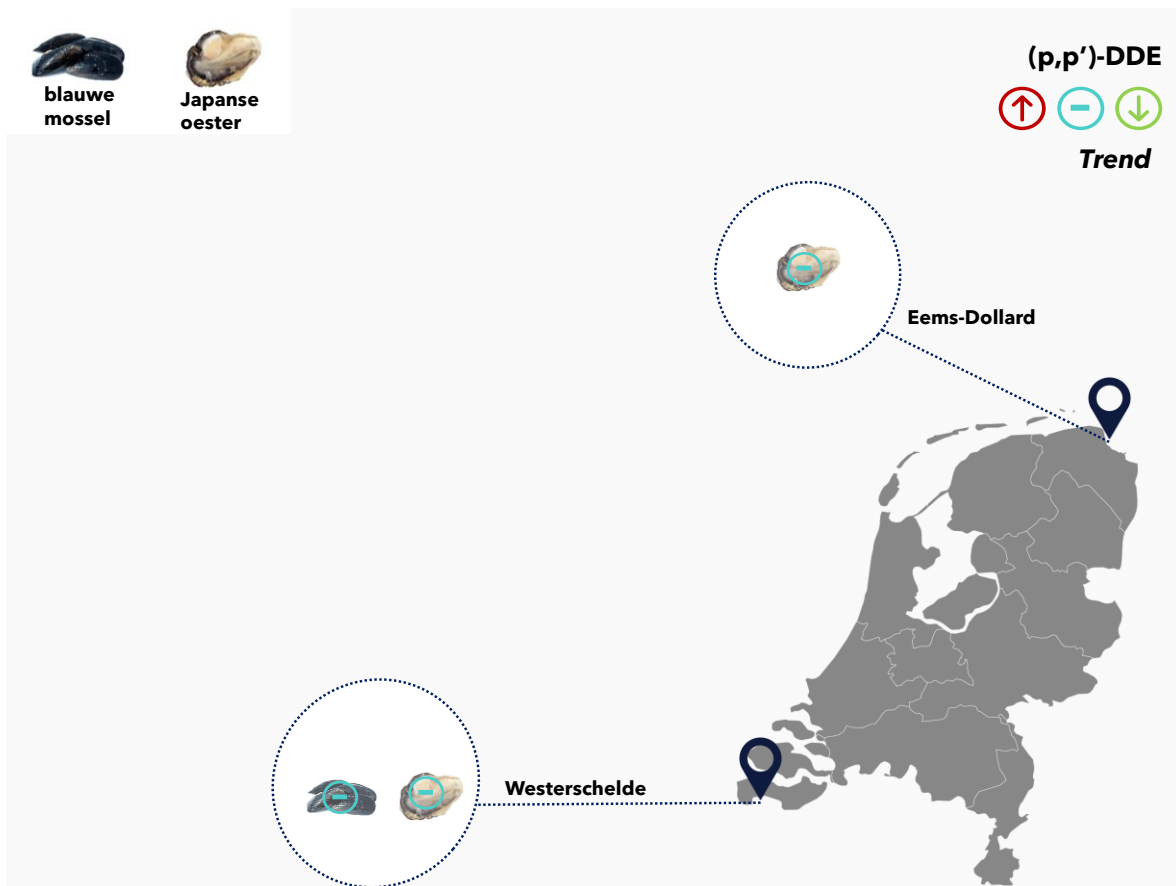 blauwe
mossel
Japanse
oester
(p,p’)-DDE
Trend
Eems-Dollard
Westerschelde